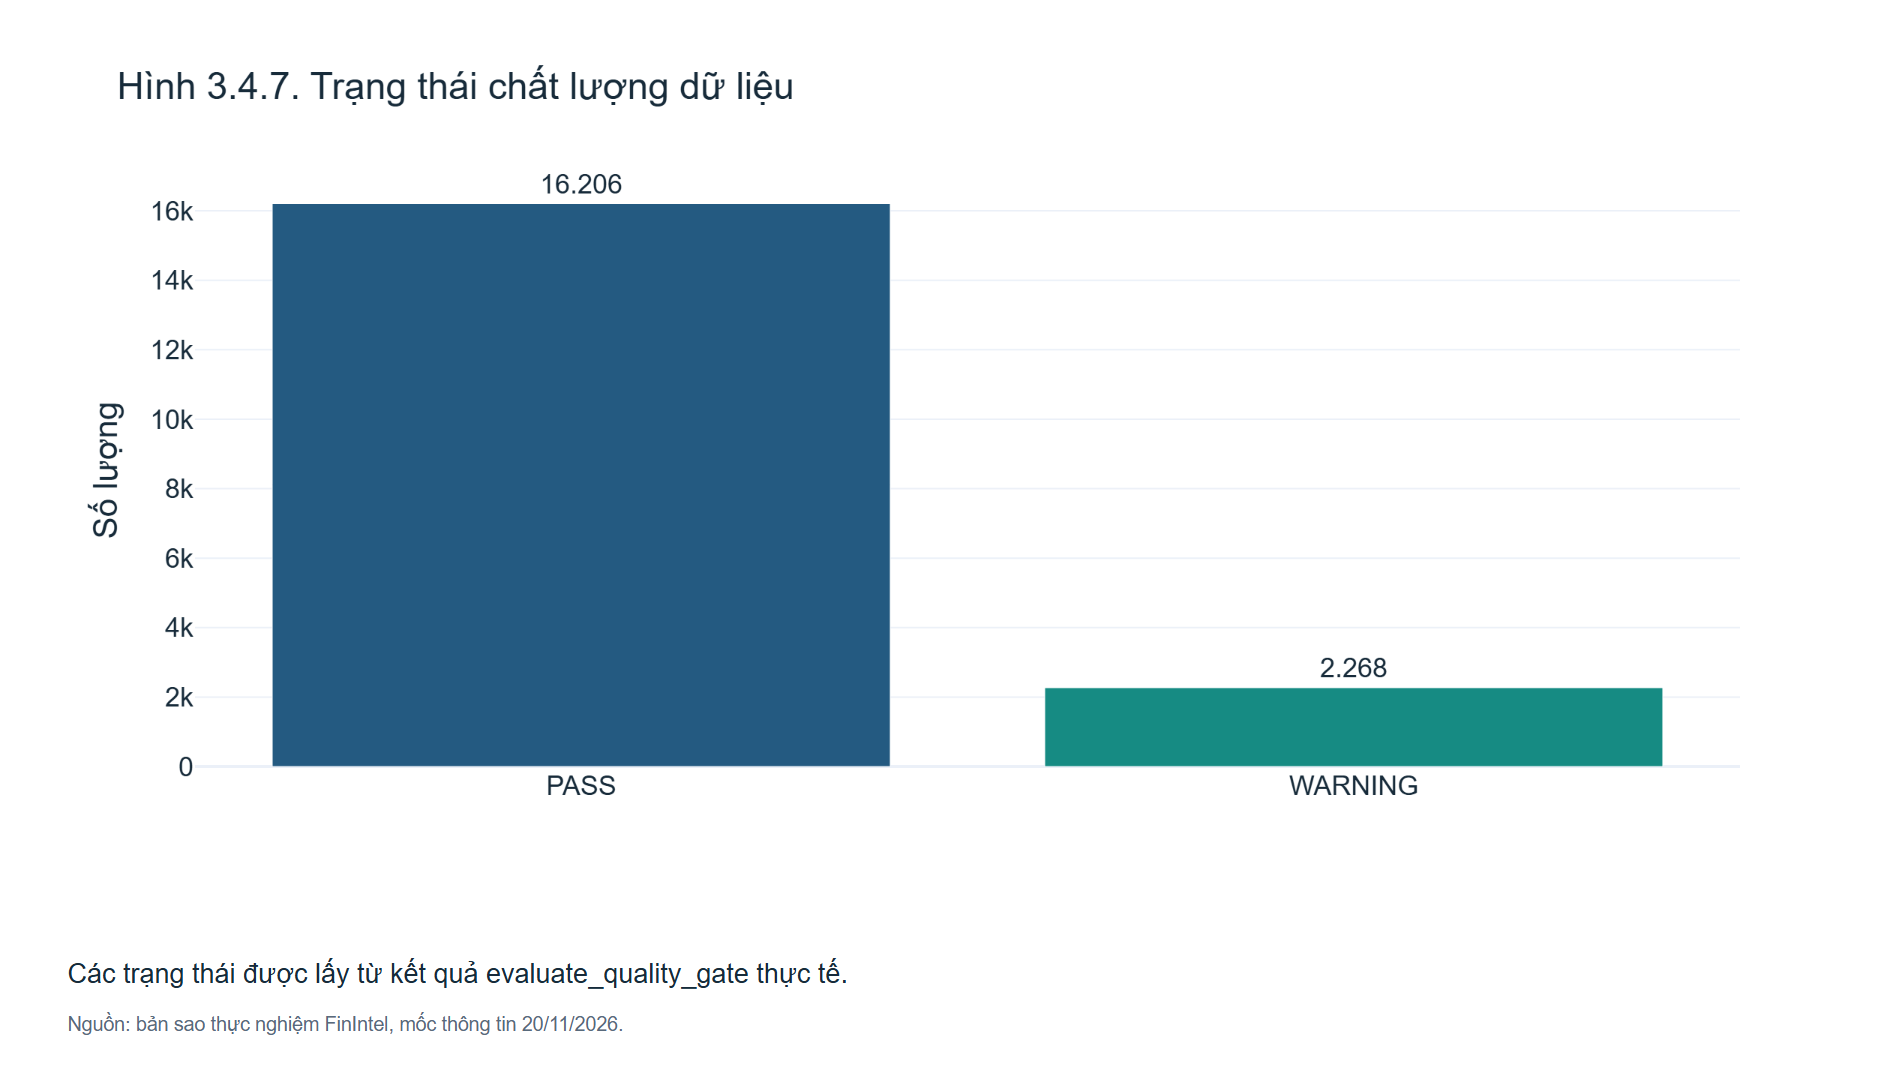 Hình 3.4.7. Trạng thái chất lượng dữ liệu
16.206
16k
14k
12k
10k
8k
6k
4k
2k
0
Số lượng
2.268
PASS
WARNING
Các trạng thái được lấy từ kết quả evaluate_quality_gate thực tế.
Nguồn: bản sao thực nghiệm FinIntel, mốc thông tin 20/11/2026.